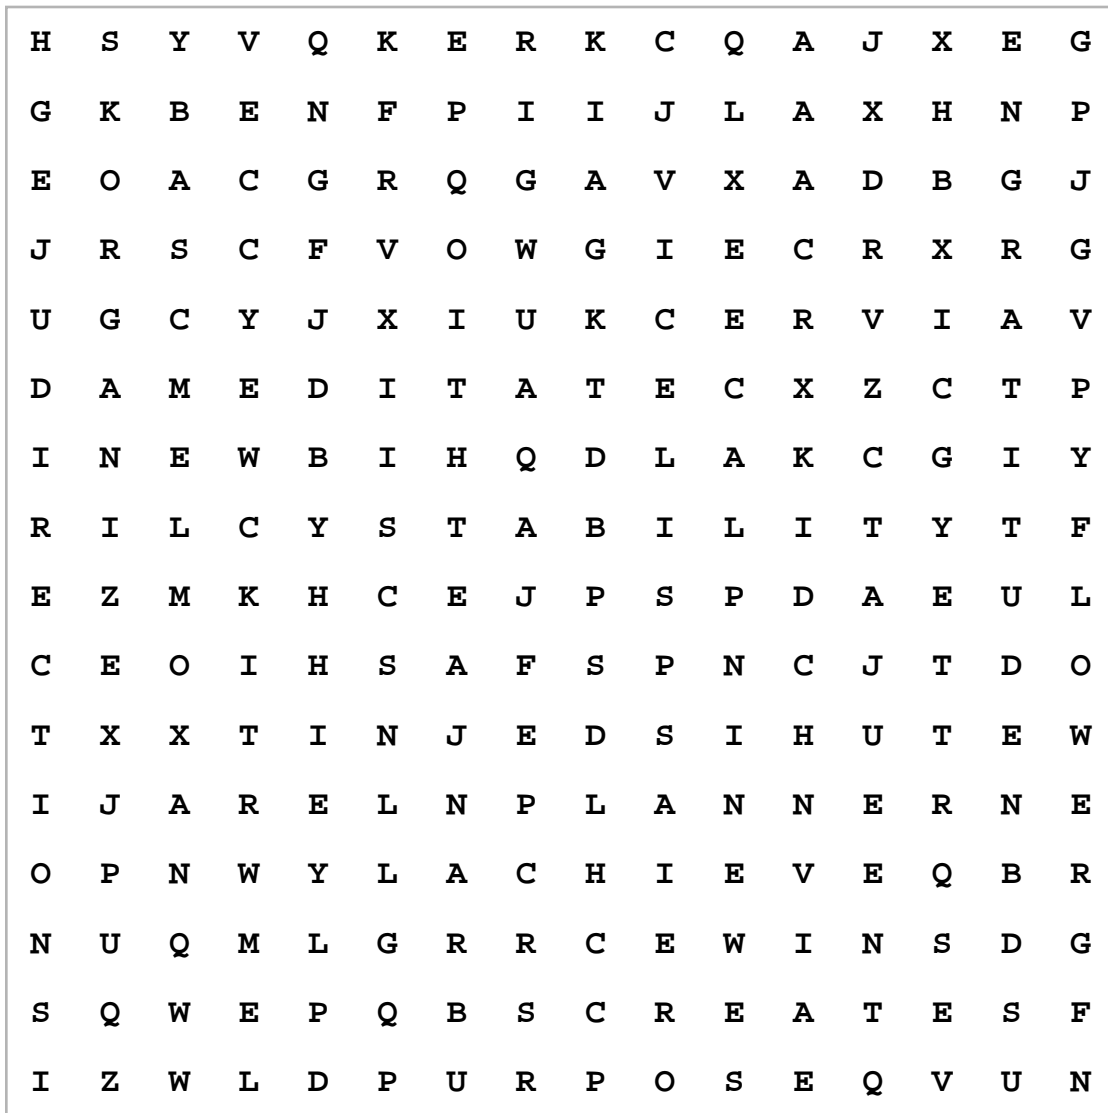 H S Y V Q K E R K C Q A J X E G
G K B E N F P I I J L A X H N P
E O A C G R Q G A V X A D B G J
J R S C F V O W G I E C R X R G
U G C Y J X I U K C E R V I A V
D A M E D I T A T E C X Z C T P
I N E W B I H Q D L A K C G I Y
R I L C Y S T A B I L I T Y T F
E Z M K H C E J P S P D A E U L
C E O I H S A F S P N C J T D O
T X X T I N J E D S I H U T E W
I J A R E L N P L A N N E R N E
O P N W Y L A C H I E V E Q B R
N U Q M L G R R C E W I N S D G
S Q W E P Q B S C R E A T E S F
I Z W L D P U R P O S E Q V U N